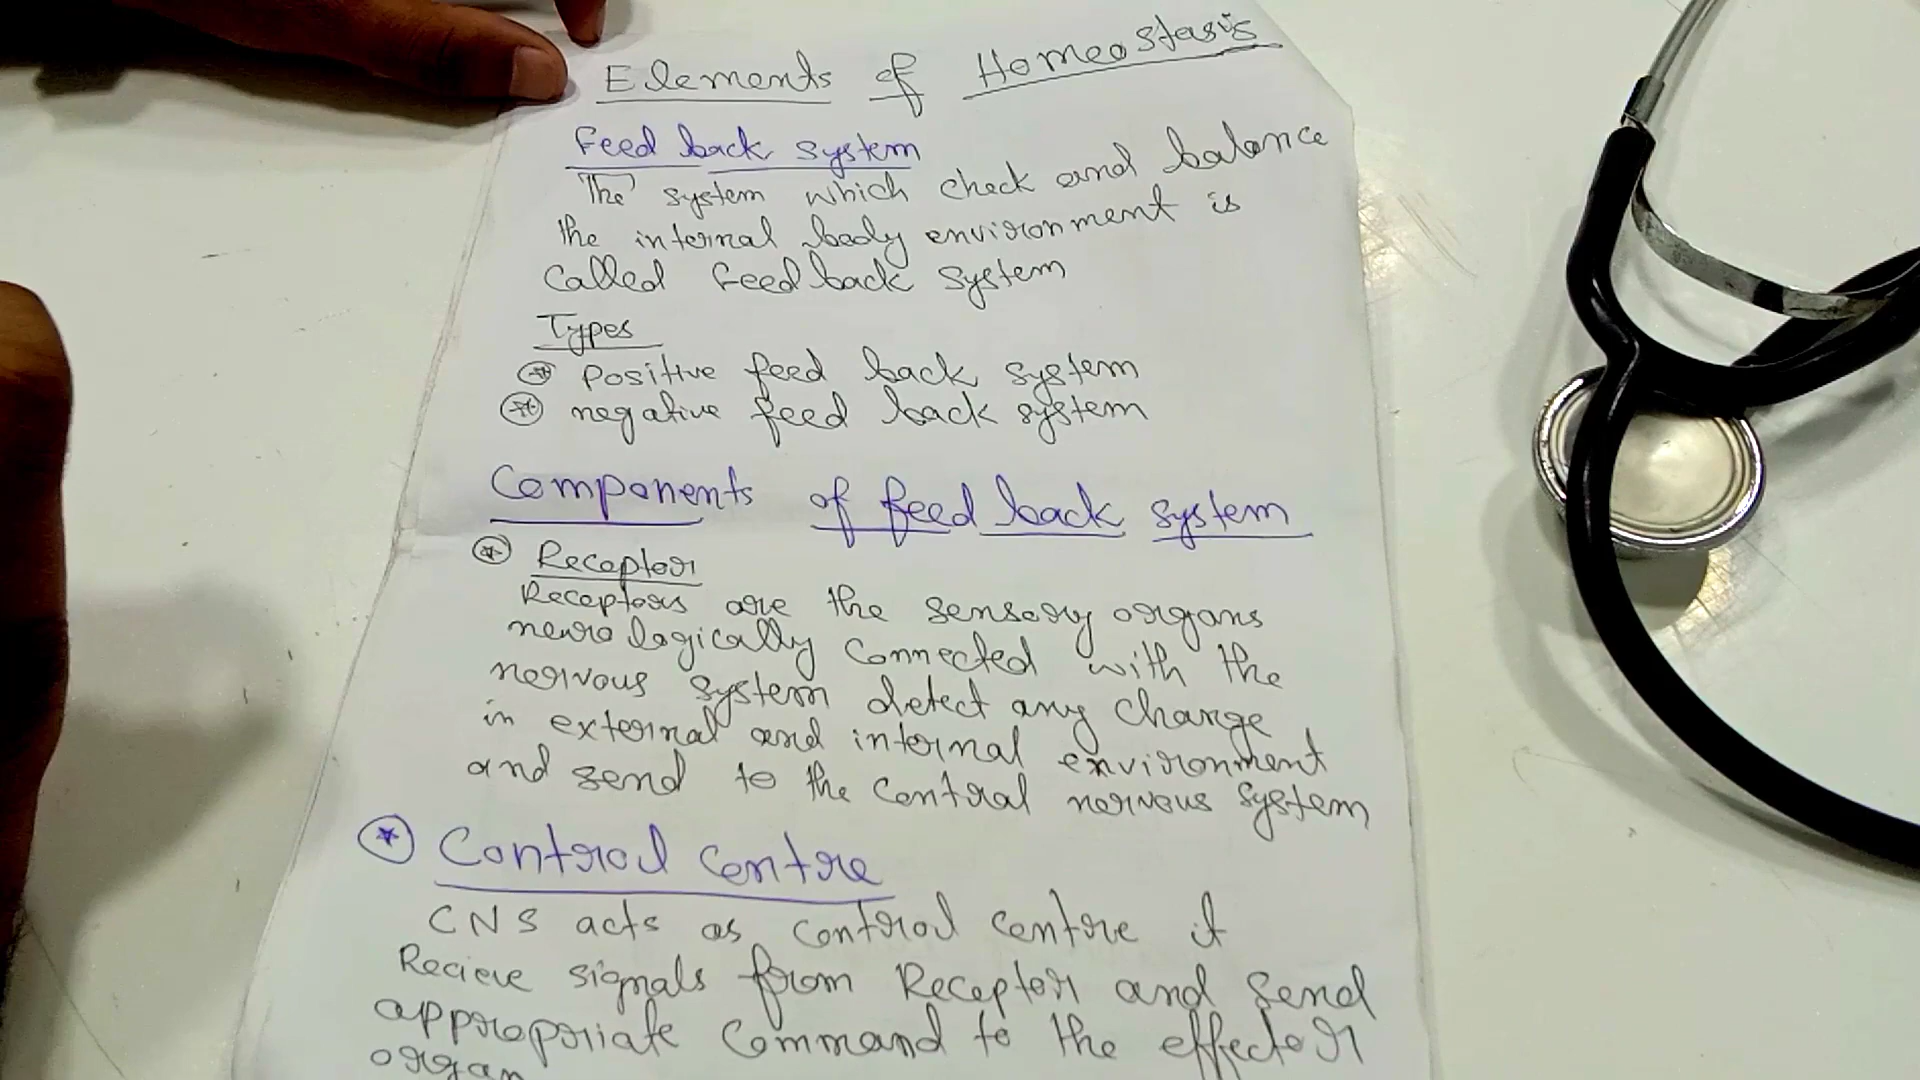 Elements of Homeostasis
Feed back system
The system which check and balance
the internal body environment is
called Feed back system
Types
positive feed back system
negative feed back system
Components of feed back system
Receptor
Receptors are the sensory organs
neurologically connected with the
nervous system detect any change
in external and internal environment
and send to the central nervous system
Control centre
CNS acts as control centre it
Recieve signals from Receptor and send
appropriate command to the effector
organ